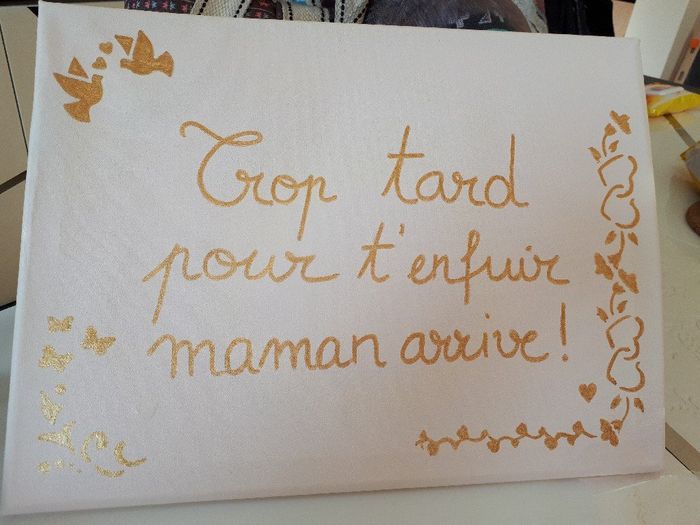 Trop tard
pour t'enfuir
maman arrive !